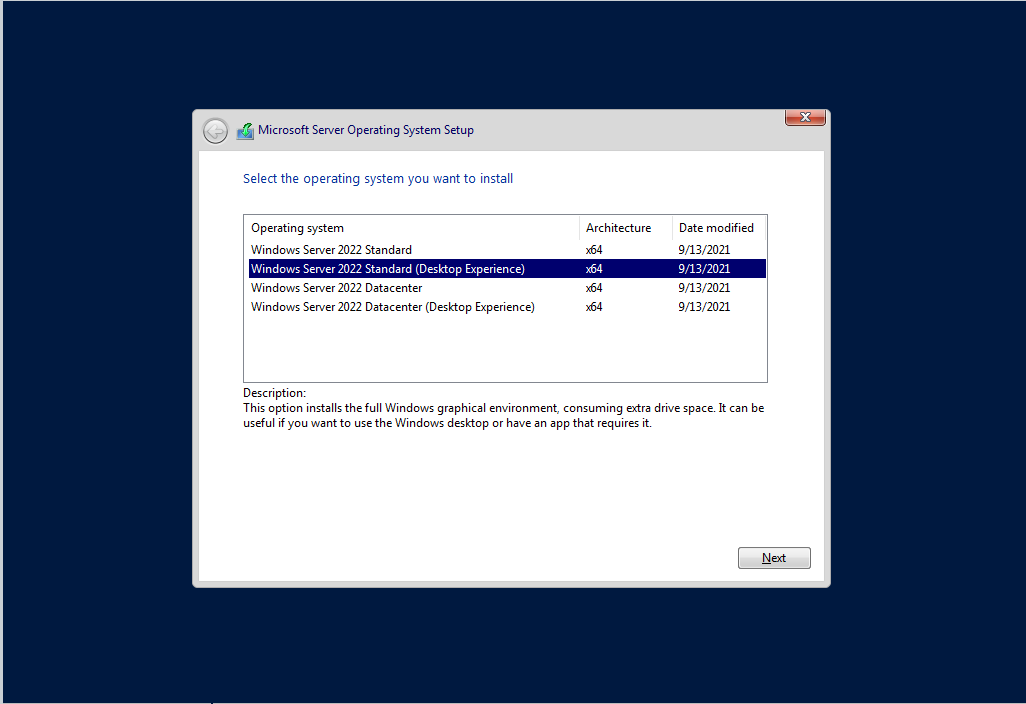 Microsoft Server Operating System Setup
Select the operating system you want to install
Operating system Architecture Date modified
Windows Server 2022 Standard x64 9/13/2021
Windows Server 2022 Standard (Desktop Experience) x64 9/13/2021
Windows Server 2022 Datacenter x64 9/13/2021
Windows Server 2022 Datacenter (Desktop Experience) x64 9/13/2021
Description:
This option installs the full Windows graphical environment, consuming extra drive space. It can be
useful if you want to use the Windows desktop or have an app that requires it.
Next